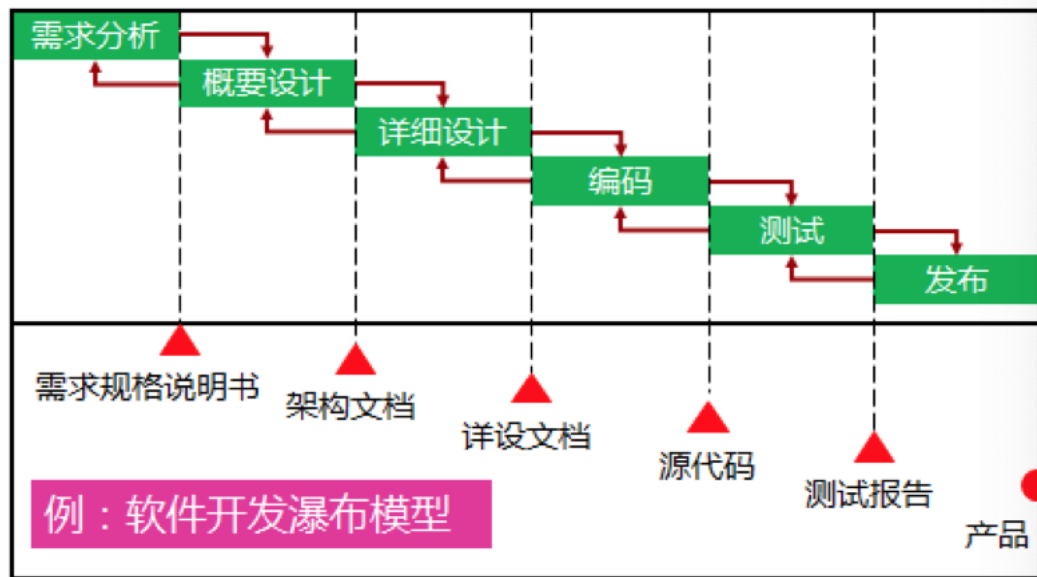 需求分析
概要设计
详细设计
编码
测试
发布
需求规格说明书
架构文档
详设文档
源代码
测试报告
产品
例：软件开发瀑布模型